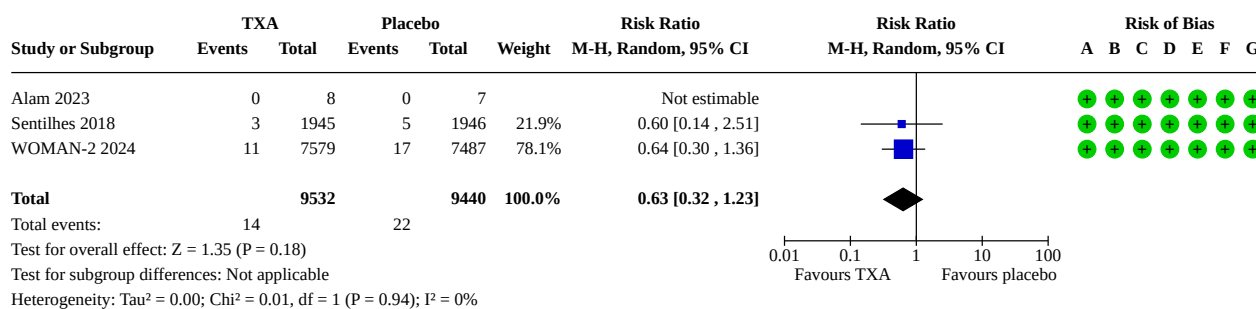 TXA Placebo Risk Ratio Risk Ratio Risk of Bias
Study or Subgroup Events Total Events Total Weight M-H, Random, 95% CI M-H, Random, 95% CI A B C D E F G
Alam 2023 0 8 0 7 Not estimable + + + + + + +
Sentilhes 2018 3 1945 5 1946 21.9% 0.60 [0.14 , 2.51] + + + + + + +
WOMAN-2 2024 11 7579 17 7487 78.1% 0.64 [0.30 , 1.36] + + + + + + +
Total 9532 9440 100.0% 0.63 [0.32 , 1.23]
Total events: 14 22
Test for overall effect: Z = 1.35 (P = 0.18)
0.01 0.1 1 10 100
Test for subgroup differences: Not applicable
Favours TXA Favours placebo
Heterogeneity: Tau² = 0.00; Chi² = 0.01, df = 1 (P = 0.94); I² = 0%